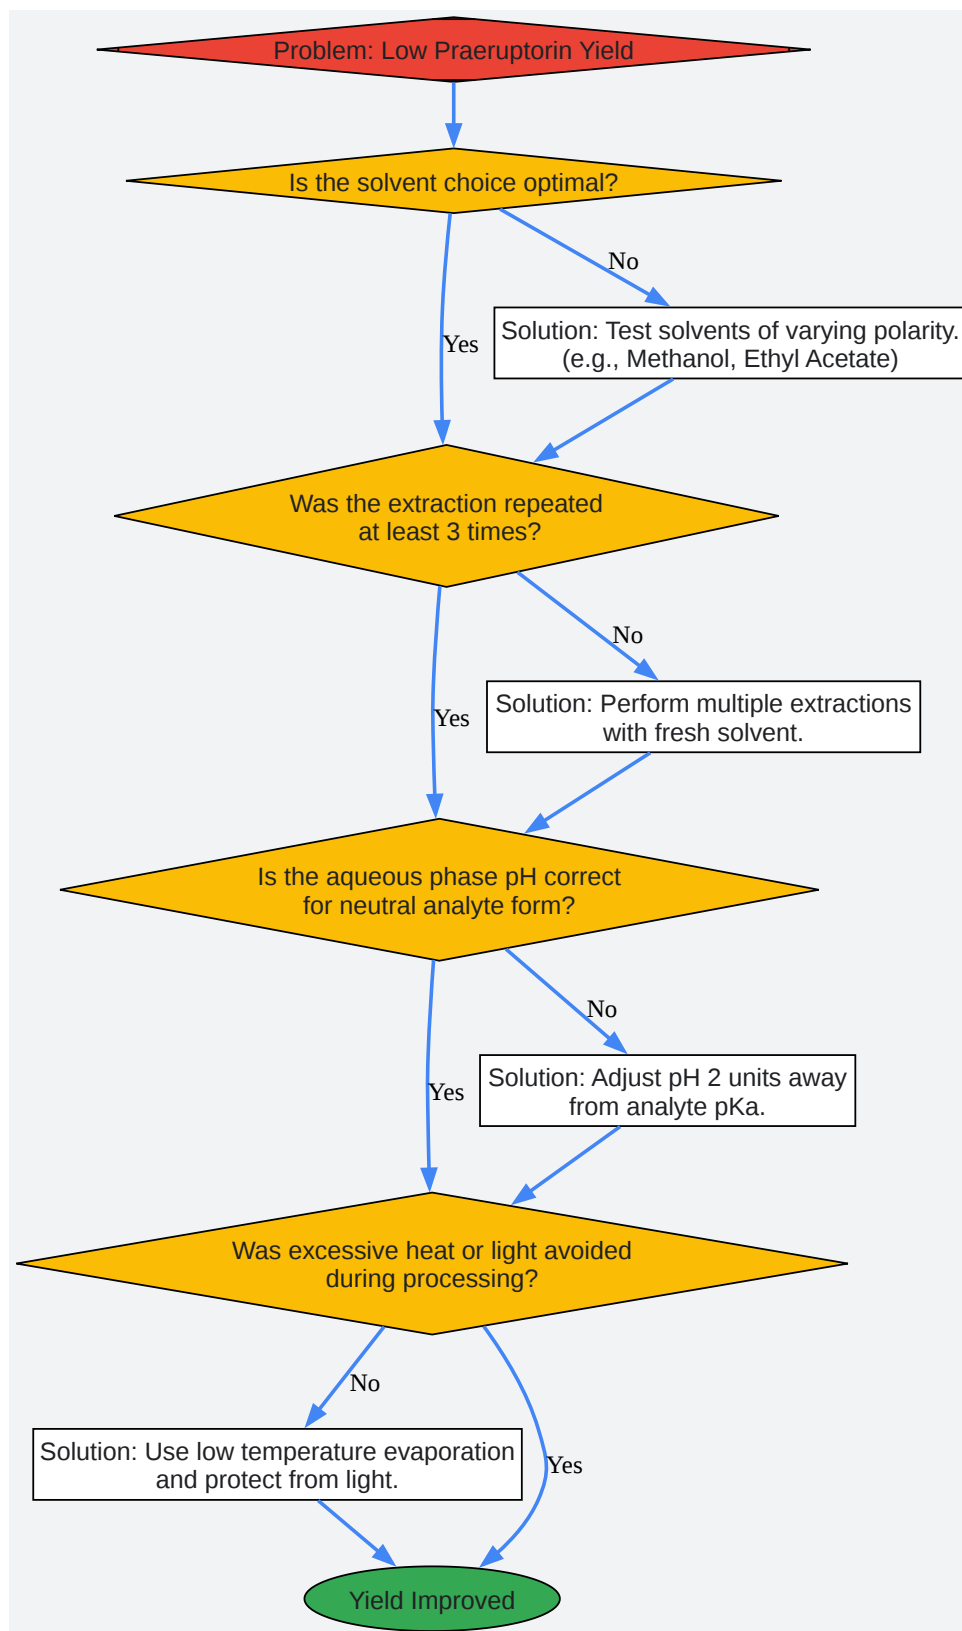 Problem: Low Praeruptorin Yield
Is the solvent choice optimal?
No
Solution: Test solvents of varying polarity.
(e.g., Methanol, Ethyl Acetate)
Yes
Was the extraction repeated
at least 3 times?
No
Solution: Perform multiple extractions
with fresh solvent.
Yes
Is the aqueous phase pH correct
for neutral analyte form?
No
Solution: Adjust pH 2 units away
from analyte pKa.
Yes
Was excessive heat or light avoided
during processing?
No
Solution: Use low temperature evaporation
and protect from light.
Yes
Yield Improved